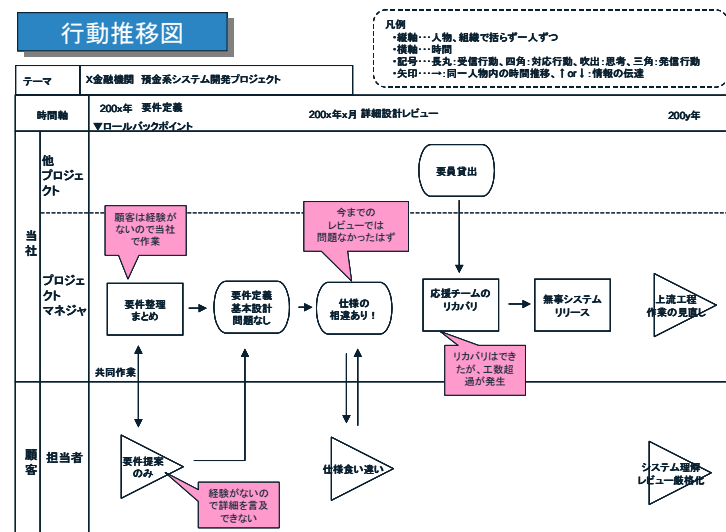 行動推移図
凡例
・縦軸･･･人物、組織で括らず一人ずつ
・横軸･･･時間
・記号･･･長丸：受信行動、四角：対応行動、吹出：思考、三角：発信行動
・矢印･･･→：同一人物内の時間推移、↑or↓：情報の伝達
テーマ
X金融機関 預金系システム開発プロジェクト
時間軸
200x年 要件定義
▼ロールバックポイント
200x年x月 詳細設計レビュー
200y年
当社
他
プロジェ
クト
要員貸出
顧客は経験が
ないので当社
で作業
今までの
レビューでは
問題なかったはず
プロジェ
クト
マネジャ
要件整理
まとめ
要件定義
基本設計
問題なし
仕様の
相違あり！
応援チームの
リカバリ
無事システム
リリース
上流工程
作業の見直し
リカバリはでき
たが、工数超
過が発生
共同作業
顧客
担当者
要件提案
のみ
仕様食い違い
システム理解
レビュー厳格化
経験がないの
で詳細を言及
できない